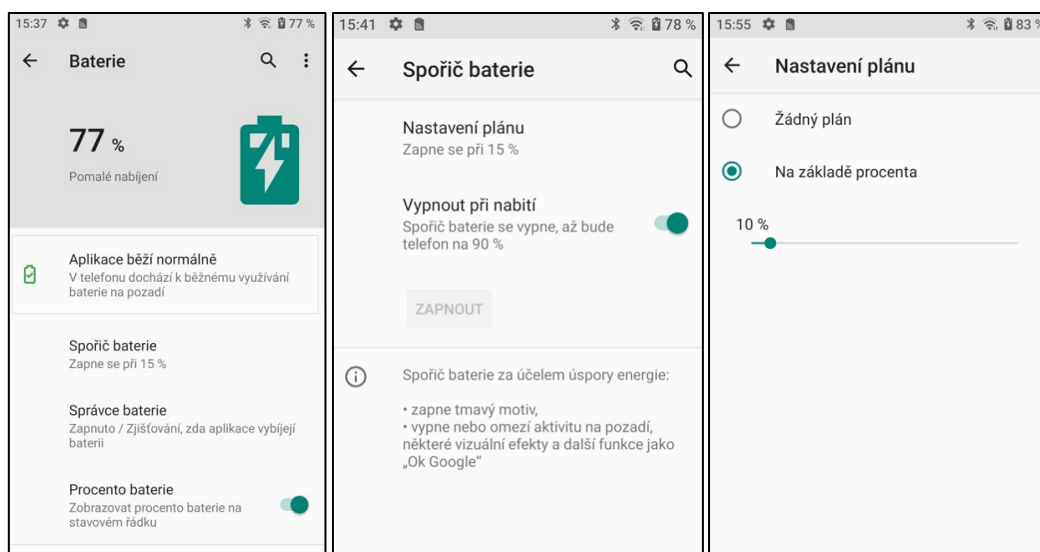 15:37 77 %
Baterie
77 %
Pomalé nabíjení
Aplikace běží normálně
V telefonu dochází k běžnému využívání
baterie na pozadí
Spořič baterie
Zapne se při 15 %
Správce baterie
Zapnuto / Zjišťování, zda aplikace vybíjejí
baterii
Procento baterie
Zobrazovat procento baterie na
stavovém řádku
15:41 78 %
Spořič baterie
Nastavení plánu
Zapne se při 15 %
Vypnout při nabití
Spořič baterie se vypne, až bude
telefon na 90 %
ZAPNOUT
Spořič baterie za účelem úspory energie:
• zapne tmavý motiv,
• vypne nebo omezí aktivitu na pozadí,
některé vizuální efekty a další funkce jako
„Ok Google“
15:55 83 %
Nastavení plánu
Žádný plán
Na základě procenta
10 %